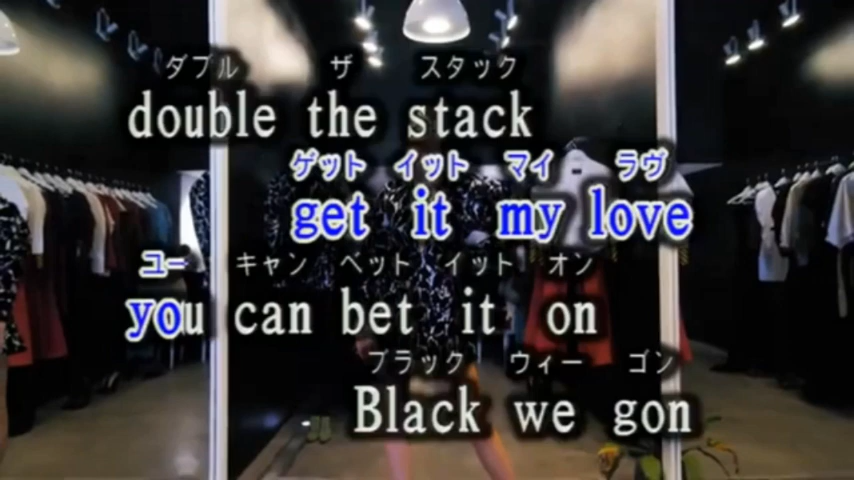 ダブル ザ スタック
double the stack
ゲット イット マイ ラヴ
get it my love
ユー キャン ベット イット オン
you can bet it on
ブラック ウィー ゴン
Black we gon